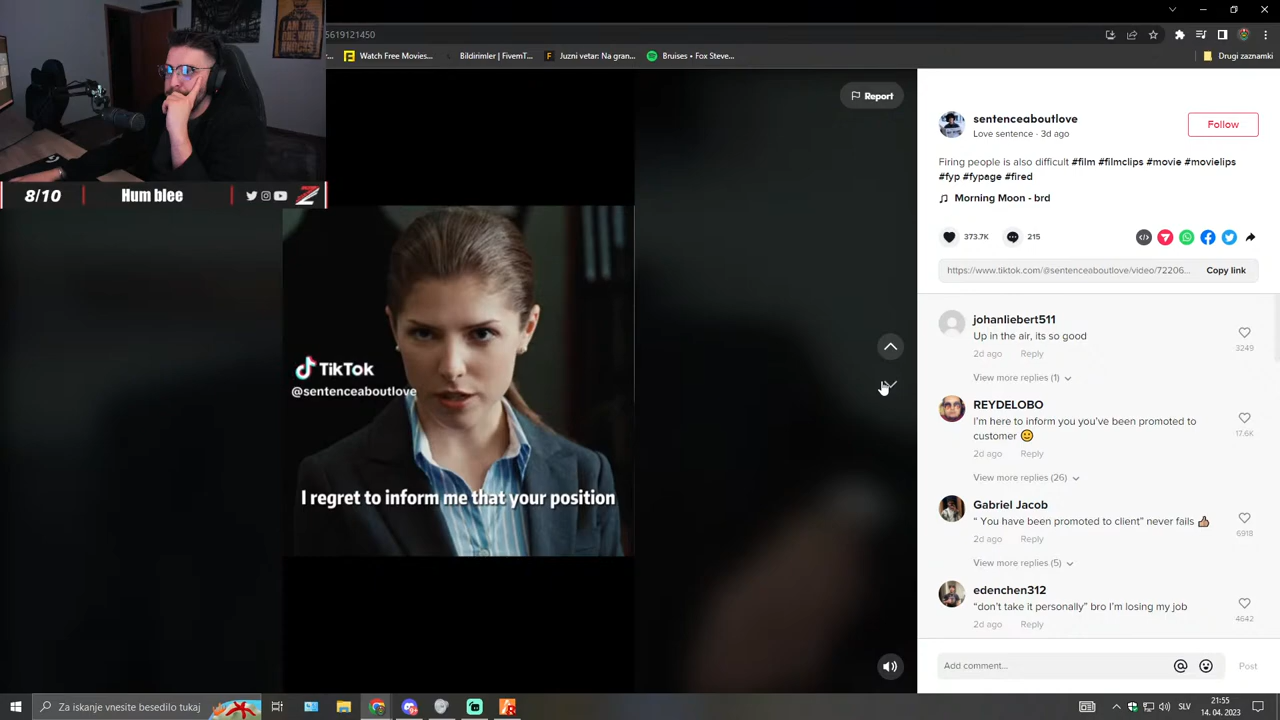 I AM THE
ONE WHO
KNOCKS
5619121450
Watch Free Movies...
Bildirimler | FivemT...
Juzni vetar: Na gran...
Bruises • Fox Steve...
Drugi zaznamki
8/10
Hum blee
Report
TikTok
@sentenceaboutlove
I regret to inform me that your position
sentenceaboutlove
Love sentence · 3d ago
Follow
Firing people is also difficult #film #filmclips #movie #movielips
#fyp #fypage #fired
Morning Moon - brd
373.7K
215
https://www.tiktok.com/@sentenceaboutlove/video/72206...
Copy link
johanliebert511
Up in the air, its so good
2d ago
Reply
3249
View more replies (1)
REYDELOBO
I'm here to inform you you've been promoted to
customer
17.6K
2d ago
Reply
View more replies (26)
Gabriel Jacob
“ You have been promoted to client” never fails
6918
2d ago
Reply
View more replies (5)
edenchen312
“don't take it personally” bro I'm losing my job
4642
2d ago
Reply
Add comment...
Post
Za iskanje vnesite besedilo tukaj
SLV
21:55
14. 04. 2023